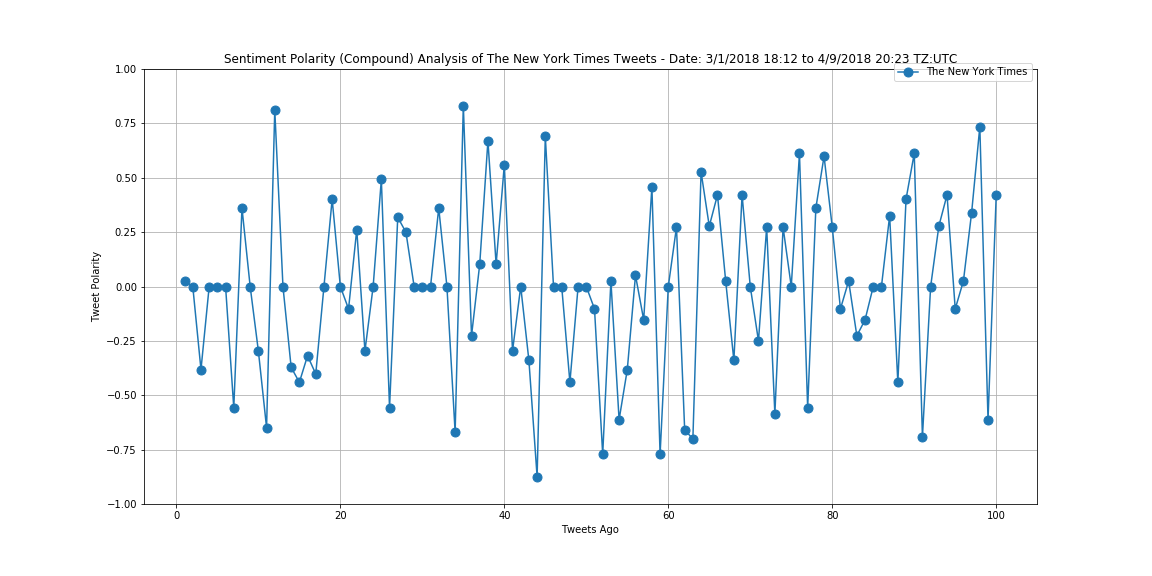 Sentiment Polarity (Compound) Analysis of The New York Times Tweets - Date: 3/1/2018 18:12 to 4/9/2018 20:23 TZ:UTC
The New York Times
1.00
0.75
0.50
0.25
0.00
−0.25
−0.50
−0.75
−1.00
Tweet Polarity
0 20 40 60 80 100
Tweets Ago